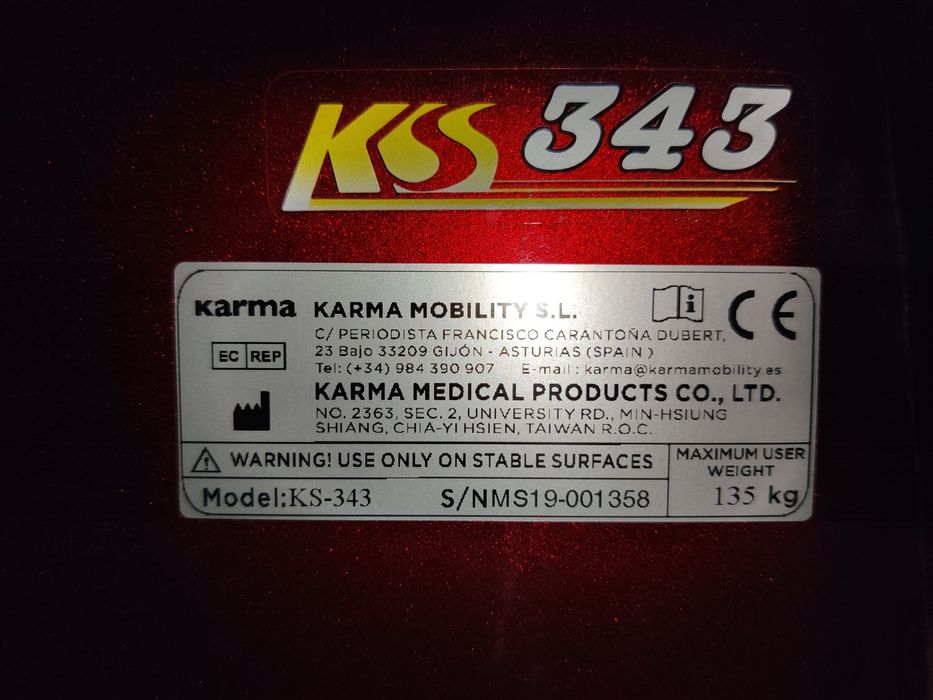 KSS 343
Karma KARMA MOBILITY S.L.
C/ PERIODISTA FRANCISCO CARANTOÑA DUBERT,
23 Bajo 33209 GIJÓN - ASTURIAS (SPAIN )
EC REP
Tel: (+34) 984 390 907 E-mail : karma@karmamobility.es
KARMA MEDICAL PRODUCTS CO., LTD.
NO. 2363, SEC. 2, UNIVERSITY RD., MIN-HSIUNG
SHIANG, CHIA-YI HSIEN, TAIWAN R.O.C.
i CE
WARNING! USE ONLY ON STABLE SURFACES
MAXIMUM USER
WEIGHT
135 kg
Model:KS-343 S/NMS19-001358